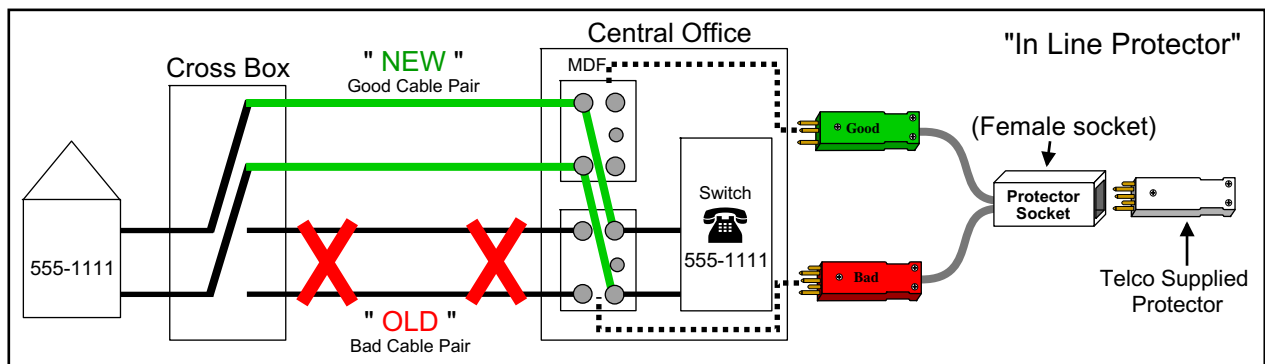 Central Office
"In Line Protector"
Cross Box
" NEW "
Good Cable Pair
MDF
Good
(Female socket)
Protector
Socket
Switch
555-1111
555-1111
Bad
Telco Supplied
Protector
" OLD "
Bad Cable Pair